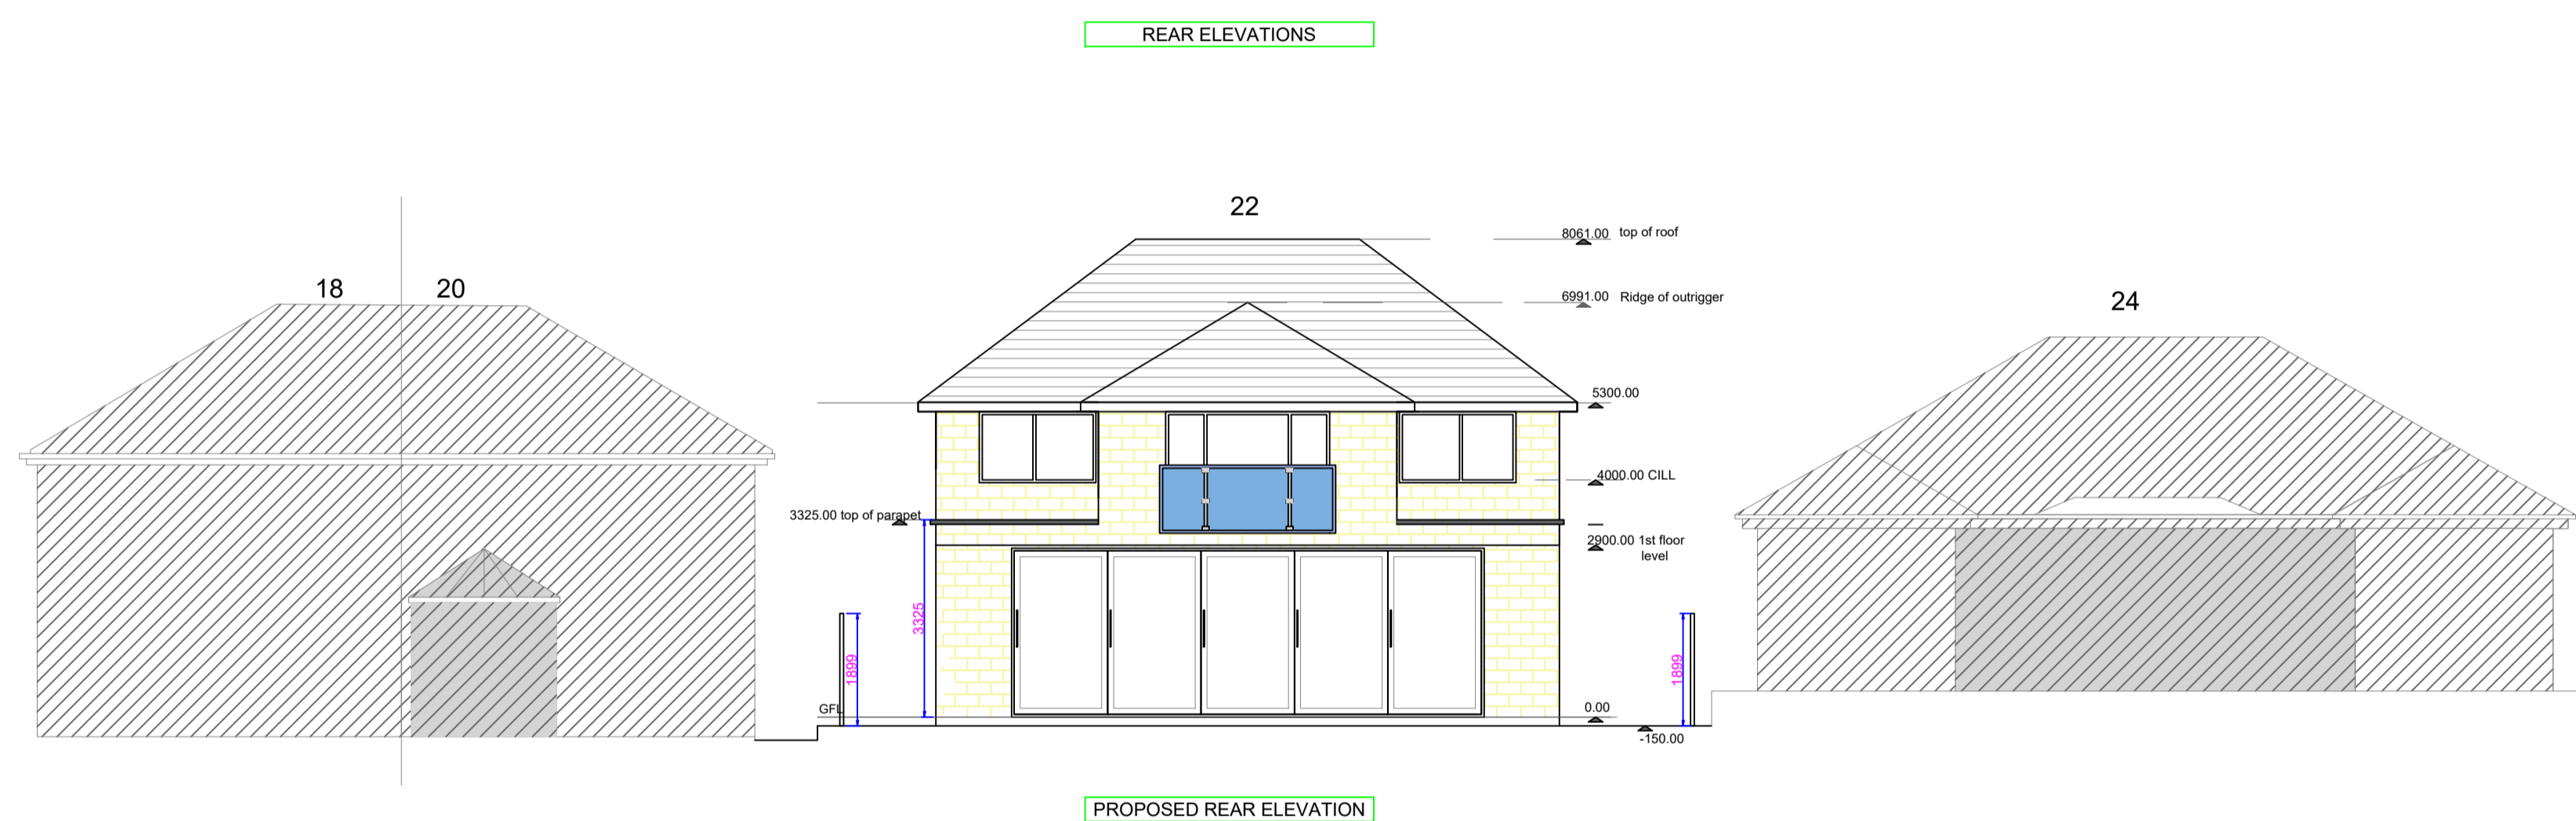 REAR ELEVATIONS
22
8061.00 top of roof
18
20
6991.00 Ridge of outrigger
24
5300.00
4000.00 CILL
3325.00 top of parapet
2900.00 1st floor
level
3325
1899
1899
GFL
0.00
-150.00
PROPOSED REAR ELEVATION